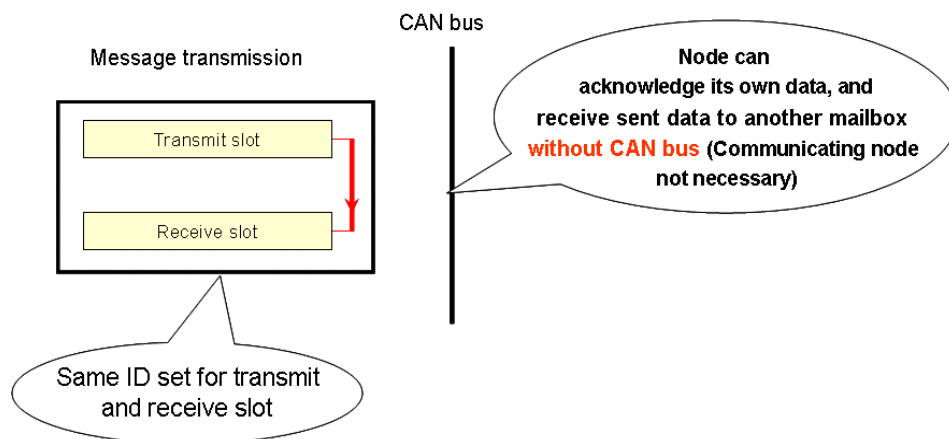 CAN bus
Message transmission
Node can
acknowledge its own data, and
receive sent data to another mailbox
without CAN bus (Communicating node
not necessary)
Transmit slot
Receive slot
Same ID set for transmit
and receive slot